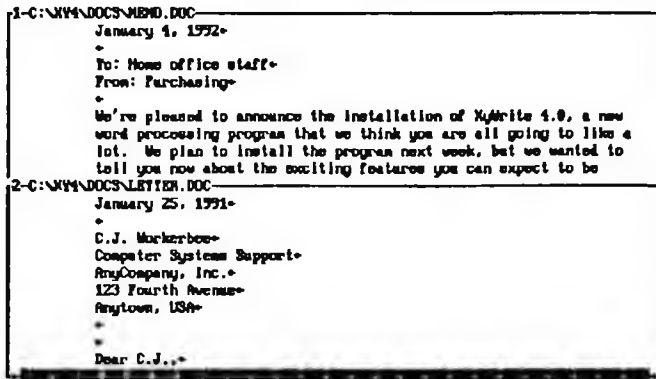 1-C:\XY4\DOCS\MEMO.DOC
January 4, 1992←
←
To: Home office staff←
From: Purchasing←
←
We're pleased to announce the installation of XyWrite 4.0, a new
word processing program that we think you are all going to like a
lot.  We plan to install the program next week, but we wanted to
tell you now about the exciting features you can expect to be
2-C:\XY4\DOCS\LETTER.DOC
January 25, 1991←
←
C.J. Workerbee←
Computer Systems Support←
AnyCompany, Inc.←
123 Fourth Avenue←
Anytown, USA←
←
←
Dear C.J.,←